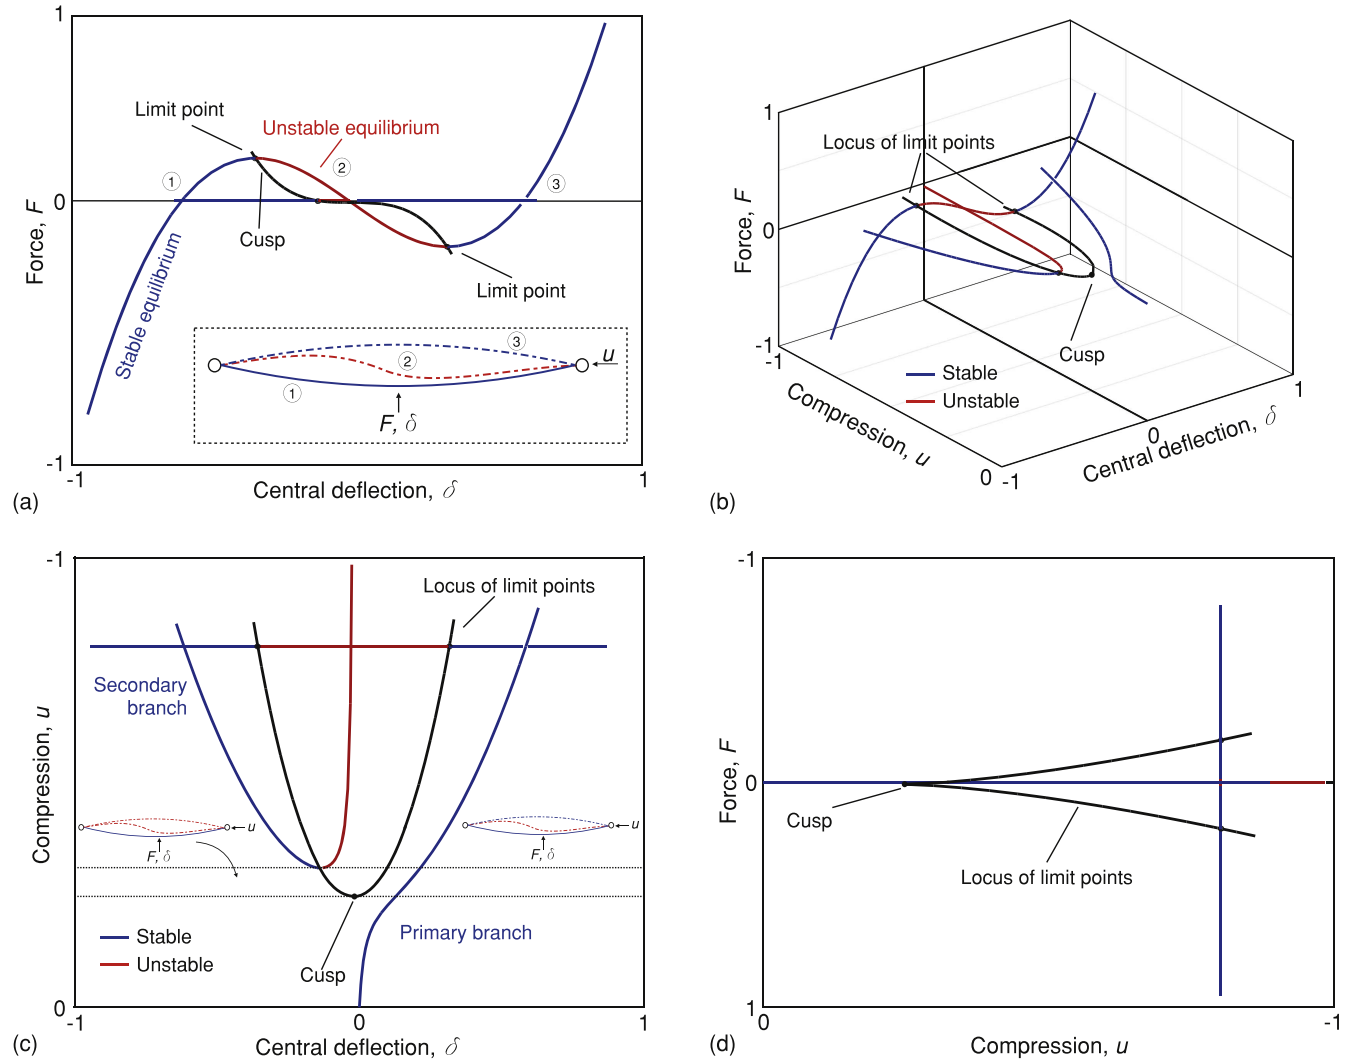 1
Limit point
Unstable equilibrium
2
1
3
0
Cusp
Force, F
Limit point
Stable equilibrium
3
2
u
1
F, δ
-1
-1
1
(a)
Central deflection, δ
1
Locus of limit points
Force, F
0
-1
-1
Cusp
Stable
Unstable
Compression, u
1
0
0
-1
Central deflection, δ
(b)
-1
Locus of limit points
Secondary
branch
Compression, u
u
F, δ
u
F, δ
Primary branch
Stable
Unstable
Cusp
0
-1
0
1
(c)
Central deflection, δ
-1
Force, F
0
Cusp
Locus of limit points
1
0
-1
(d)
Compression, u